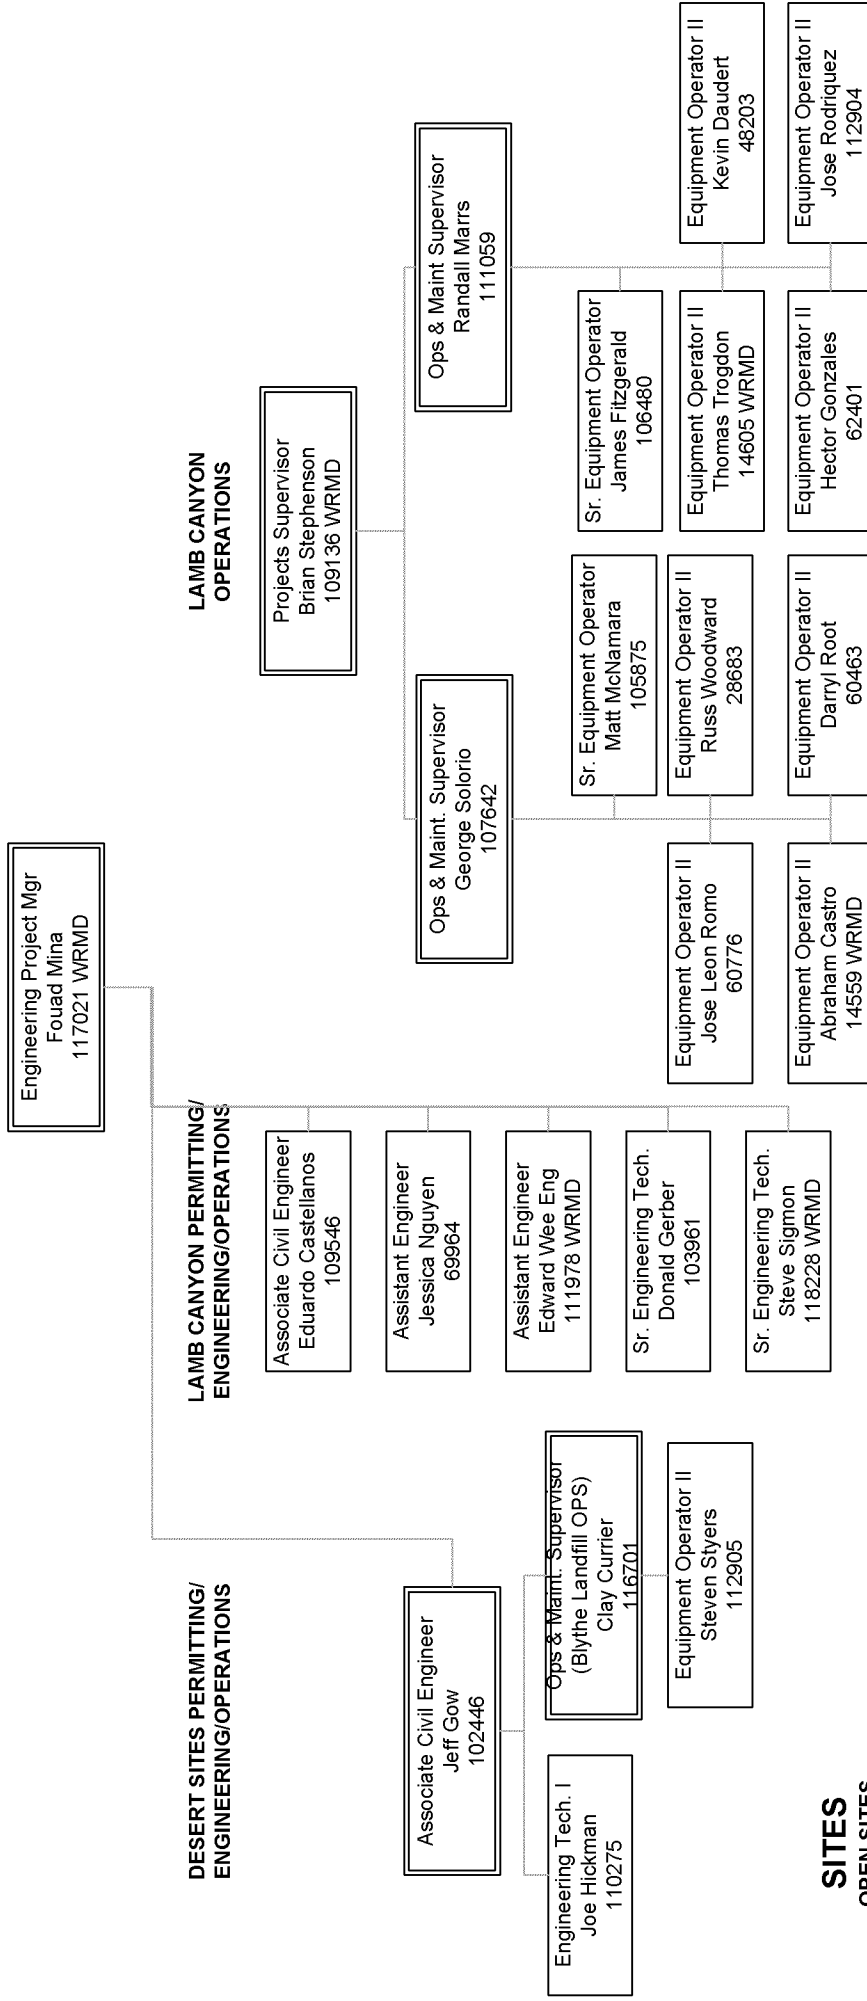 Engineering Project Mgr
Fouad Mina
117021 WRMD
DESERT SITES PERMITTING/
ENGINEERING/OPERATIONS
Associate Civil Engineer
Jeff Gow
102446
Engineering Tech. I
Joe Hickman
110275
Ops & Maint. Supervisor
(Blythe Landfill OPS)
Clay Currier
116701
Equipment Operator II
Steven Styers
112905
LAMB CANYON PERMITTING/
ENGINEERING/OPERATIONS
Associate Civil Engineer
Eduardo Castellanos
109546
Assistant Engineer
Jessica Nguyen
69964
Assistant Engineer
Edward Wee Eng
111978 WRMD
Sr. Engineering Tech.
Donald Gerber
103961
Sr. Engineering Tech.
Steve Sigmon
118228 WRMD
LAMB CANYON
OPERATIONS
Projects Supervisor
Brian Stephenson
109136 WRMD
Ops & Maint. Supervisor
George Solorio
107642
Sr. Equipment Operator
Matt McNamara
105875
Equipment Operator II
Jose Leon Romo
60776
Equipment Operator II
Russ Woodward
28683
Equipment Operator II
Abraham Castro
14559 WRMD
Equipment Operator II
Darryl Root
60463
Ops & Maint Supervisor
Randall Marrs
111059
Sr. Equipment Operator
James Fitzgerald
106480
Equipment Operator II
Thomas Trogdon
14605 WRMD
Equipment Operator II
Kevin Daudert
48203
Equipment Operator II
Hector Gonzales
62401
Equipment Operator II
Jose Rodriquez
112904
SITES
OPEN SITES